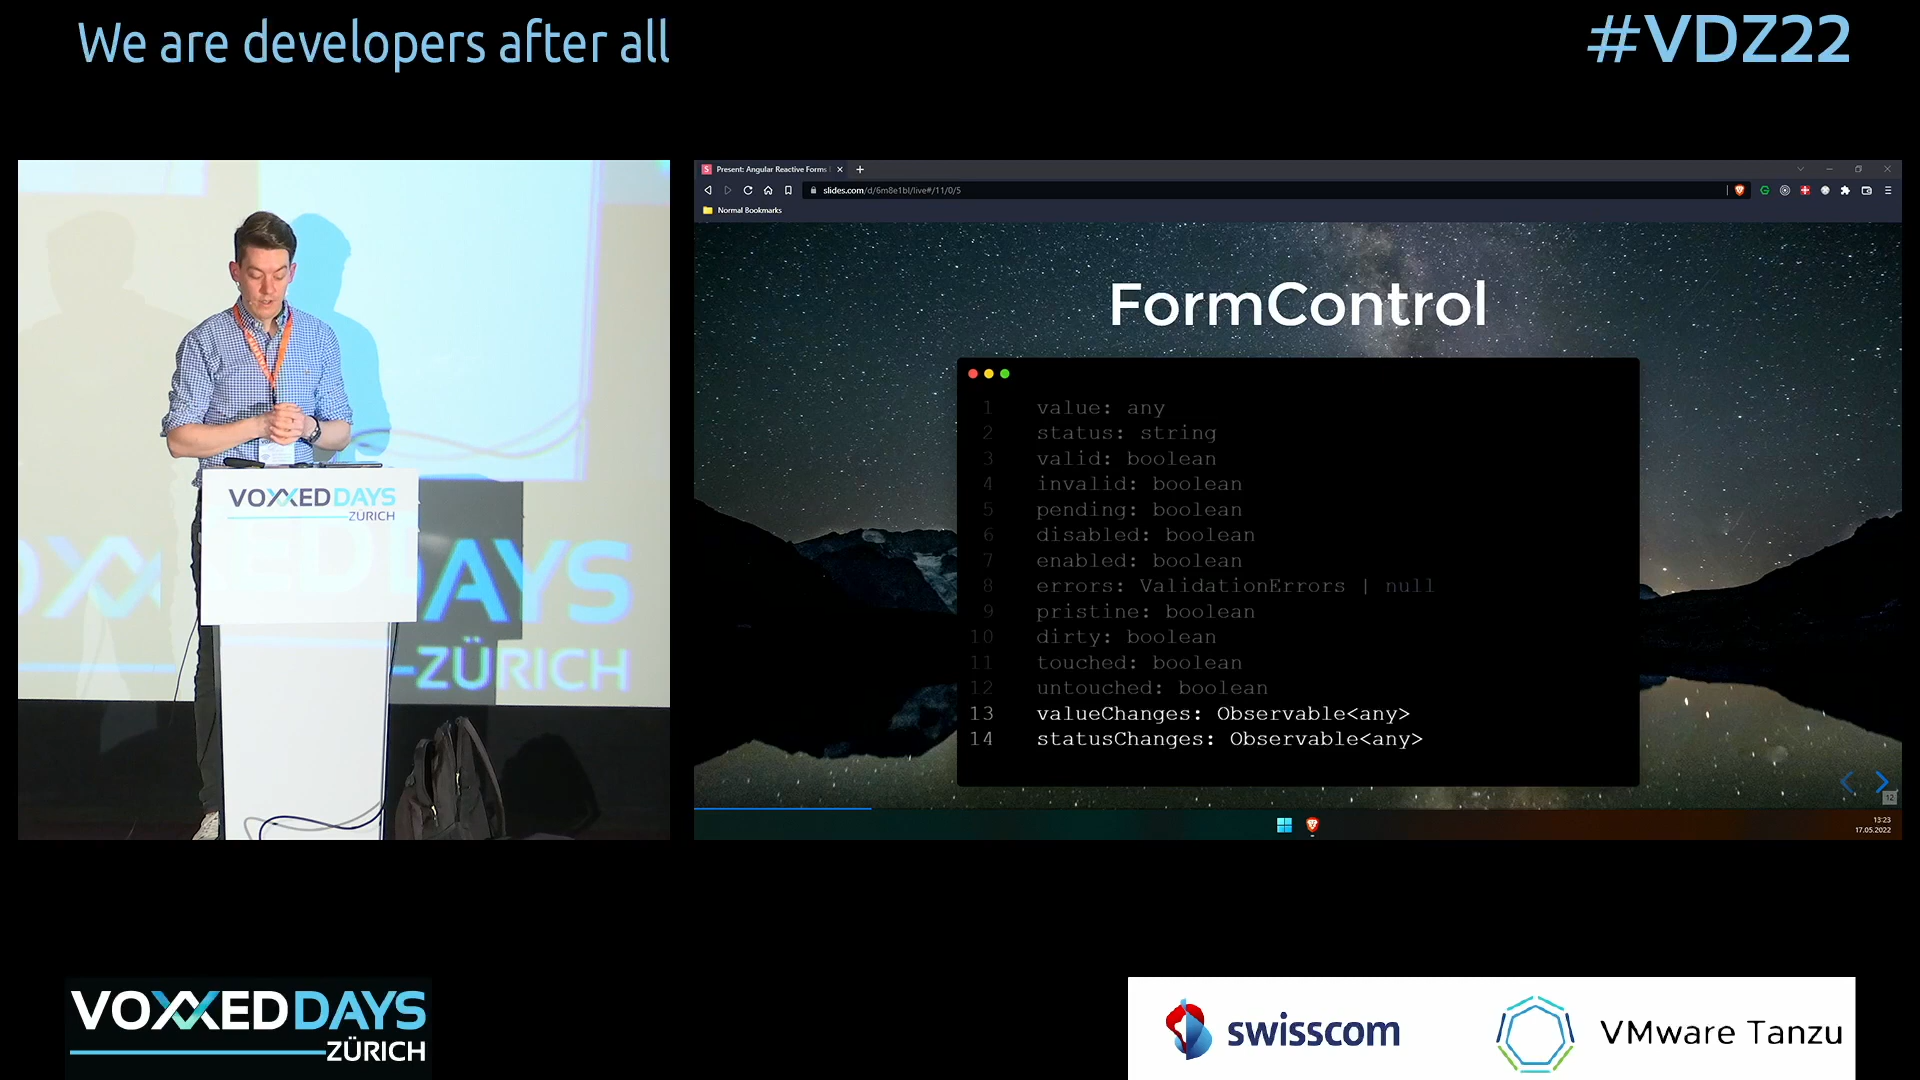 We are developers after all
#VDZ22
VOXXED DAYS
ZÜRICH
AYS
-ZÜRICH
Present: Angular Reactive Forms
slides.com/d/6m8e1bl/live#/11/0/5
Normal Bookmarks
FormControl
1 value: any
2 status: string
3 valid: boolean
4 invalid: boolean
5 pending: boolean
6 disabled: boolean
7 enabled: boolean
8 errors: ValidationErrors | null
9 pristine: boolean
10 dirty: boolean
11 touched: boolean
12 untouched: boolean
13 valueChanges: Observable<any>
14 statusChanges: Observable<any>
12
13:23
17.05.2022
VOXXED DAYS
ZÜRICH
swisscom
VMware Tanzu